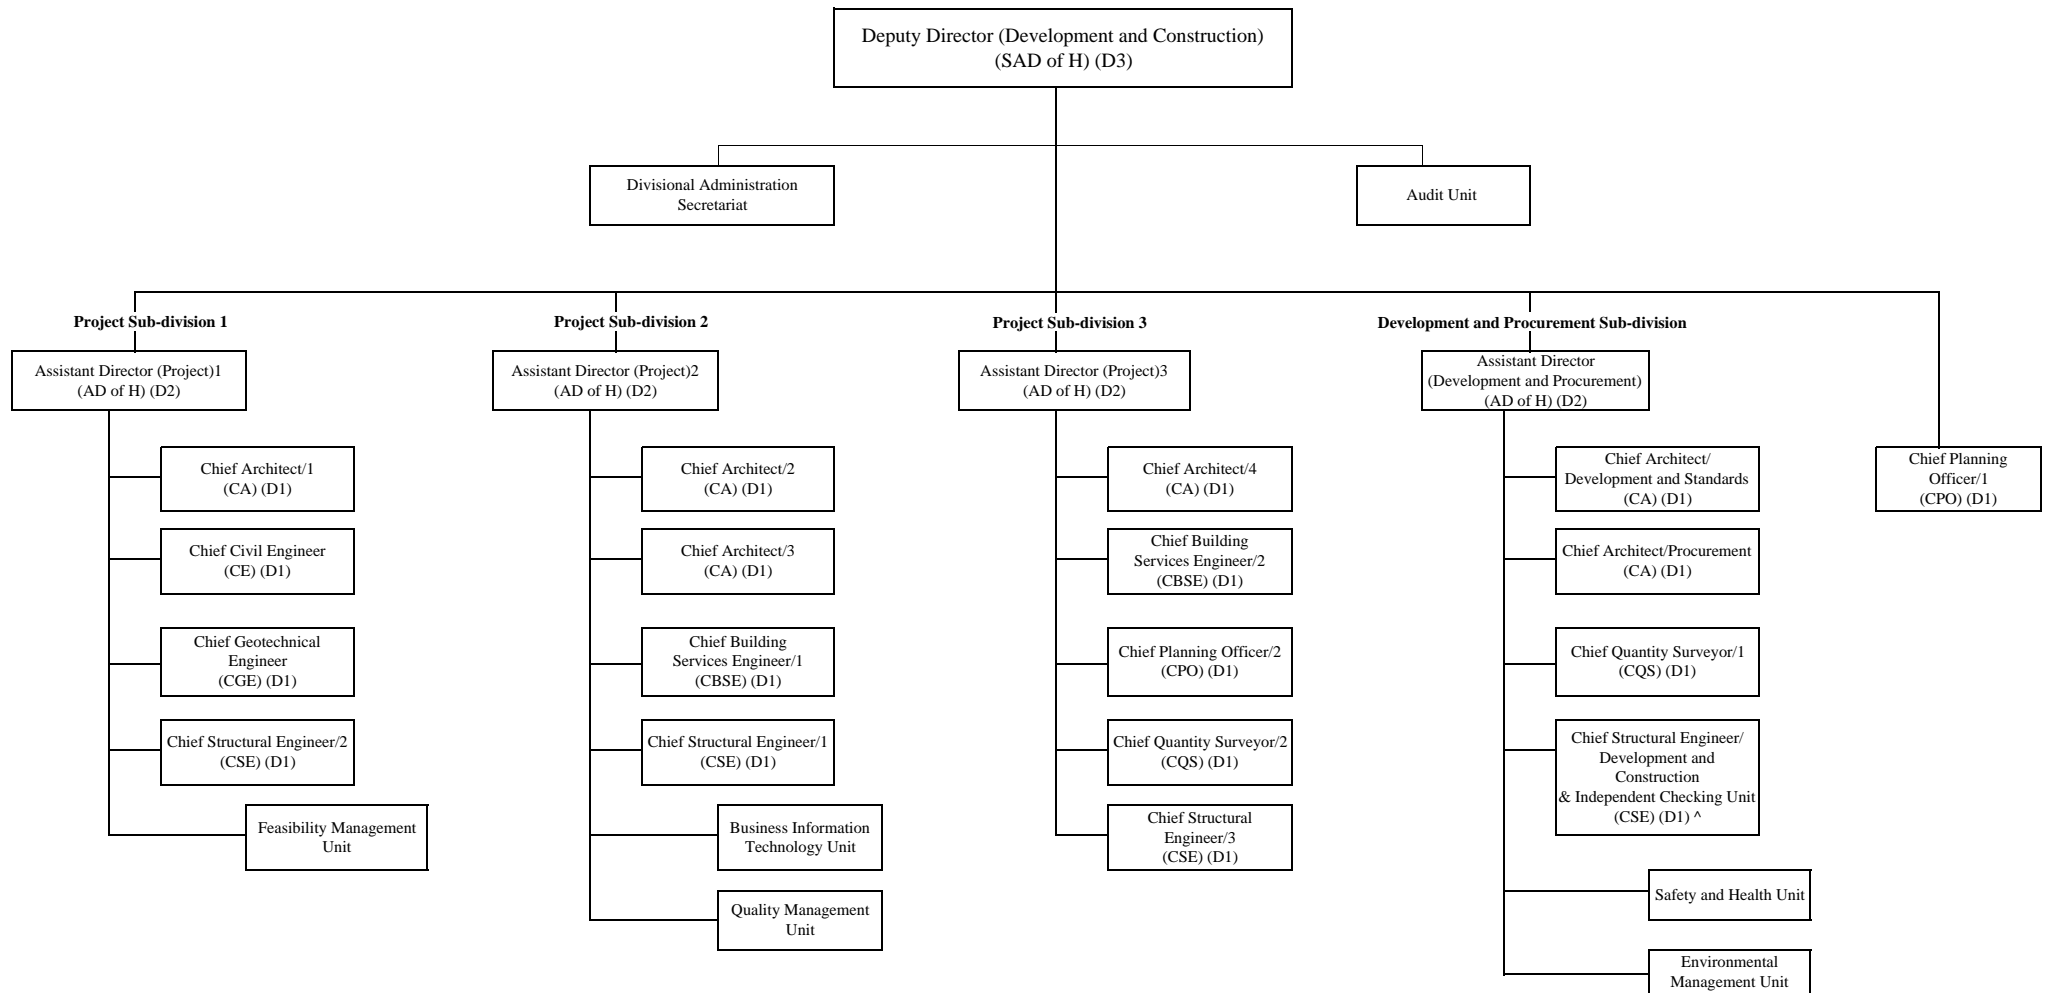 Deputy Director (Development and Construction)
(SAD of H) (D3)
Divisional Administration
Secretariat
Audit Unit
Project Sub-division 1
Project Sub-division 2
Project Sub-division 3
Development and Procurement Sub-division
Assistant Director (Project)1
(AD of H) (D2)
Assistant Director (Project)2
(AD of H) (D2)
Assistant Director (Project)3
(AD of H) (D2)
Assistant Director
(Development and Procurement)
(AD of H) (D2)
Chief Architect/1
(CA) (D1)
Chief Civil Engineer
(CE) (D1)
Chief Geotechnical
Engineer
(CGE) (D1)
Chief Structural Engineer/2
(CSE) (D1)
Feasibility Management
Unit
Chief Architect/2
(CA) (D1)
Chief Architect/3
(CA) (D1)
Chief Building
Services Engineer/1
(CBSE) (D1)
Chief Structural Engineer/1
(CSE) (D1)
Business Information
Technology Unit
Quality Management
Unit
Chief Architect/4
(CA) (D1)
Chief Building
Services Engineer/2
(CBSE) (D1)
Chief Planning Officer/2
(CPO) (D1)
Chief Quantity Surveyor/2
(CQS) (D1)
Chief Structural
Engineer/3
(CSE) (D1)
Chief Architect/
Development and Standards
(CA) (D1)
Chief Architect/Procurement
(CA) (D1)
Chief Quantity Surveyor/1
(CQS) (D1)
Chief Structural Engineer/
Development and
Construction
& Independent Checking Unit
(CSE) (D1) ^
Safety and Health Unit
Environmental
Management Unit
Chief Planning
Officer/1
(CPO) (D1)